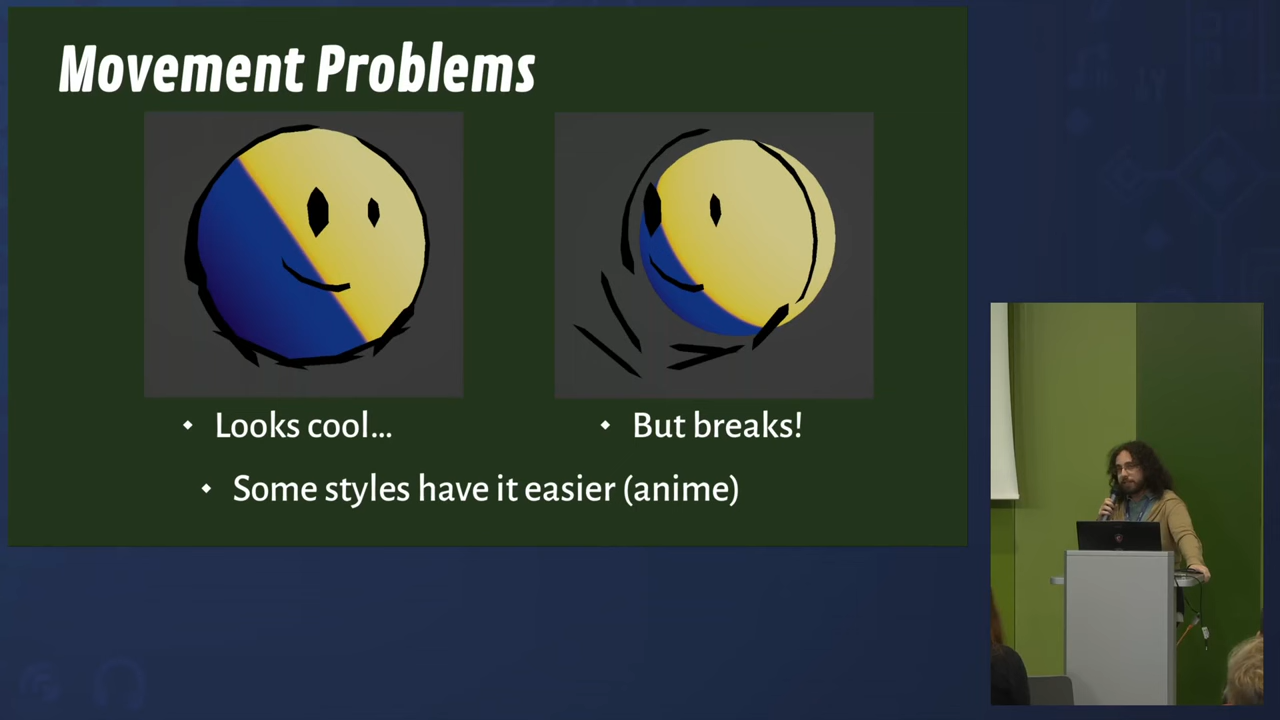 Movement Problems
Looks cool...
But breaks!
Some styles have it easier (anime)